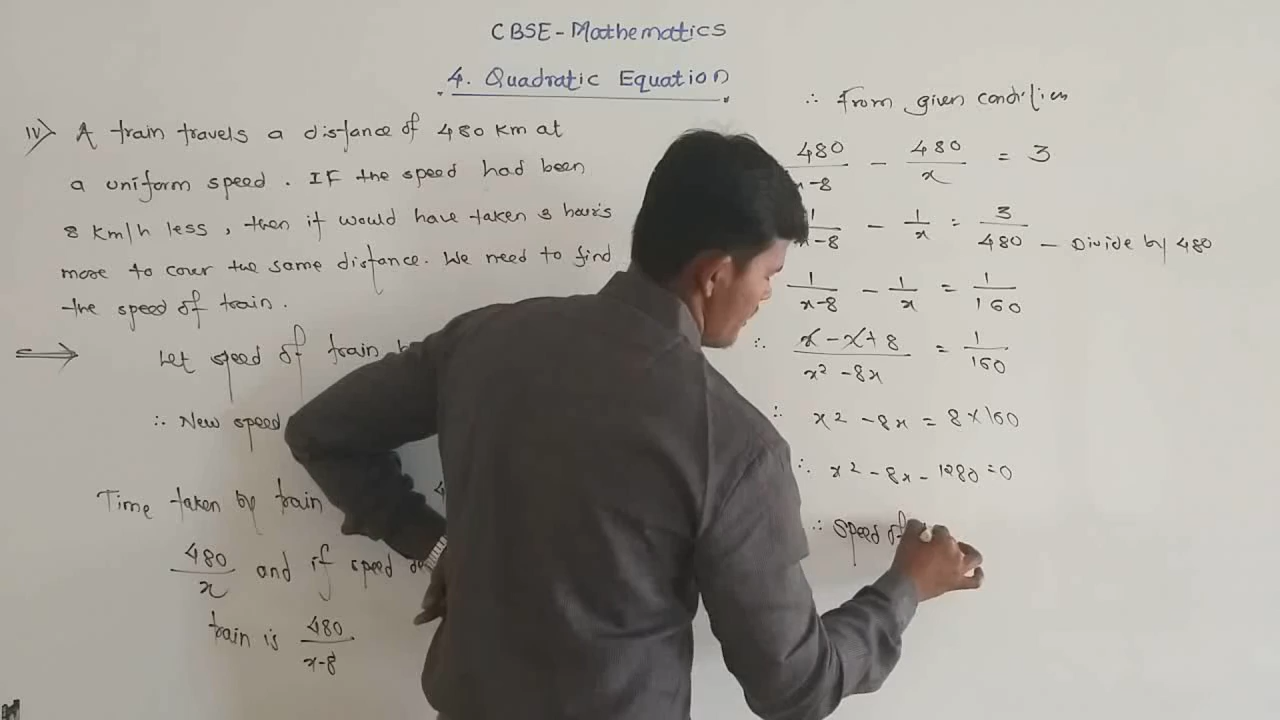 CBSE - Mathematics
4. Quadratic Equation
iv) A train travels a distance of 480 km at
a uniform speed. IF the speed had been
8 km/h less, then it would have taken 3 hours
more to cover the same distance. We need to find
the speed of train.
⇒ Let speed of train
∴ New speed
Time taken by train
480/x and if speed
train is 480/x-8
∴ From given condition
480/x-8 - 480/x = 3
1/x-8 - 1/x = 3/480 - Divide by 480
1/x-8 - 1/x = 1/160
∴ x - x + 8/x² - 8x = 1/160
∴ x² - 8x = 8 × 160
∴ x² - 8x - 1280 = 0
∴ Speed of